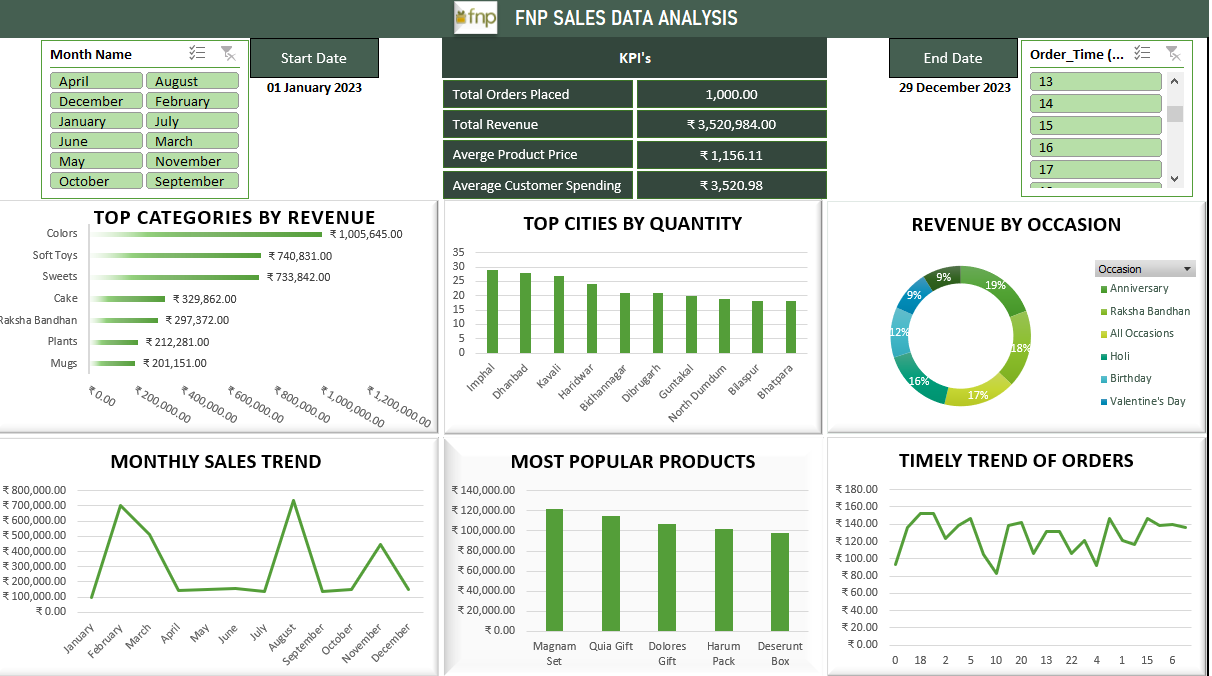 fnp
FNP SALES DATA ANALYSIS
Month Name
April
August
December
February
January
July
June
March
May
November
October
September
Start Date
01 January 2023
KPI's
Total Orders Placed
1,000.00
Total Revenue
₹ 3,520,984.00
Averge Product Price
₹ 1,156.11
Average Customer Spending
₹ 3,520.98
End Date
29 December 2023
Order_Time (...
13
14
15
16
17
TOP CATEGORIES BY REVENUE
Colors
₹ 1,005,645.00
Soft Toys
₹ 740,831.00
Sweets
₹ 733,842.00
Cake
₹ 329,862.00
Raksha Bandhan
₹ 297,372.00
Plants
₹ 212,281.00
Mugs
₹ 201,151.00
₹ 0.00
₹ 200,000.00
₹ 400,000.00
₹ 600,000.00
₹ 800,000.00
₹ 1,000,000.00
₹ 1,200,000.00
TOP CITIES BY QUANTITY
35
30
25
20
15
10
5
0
Imphal
Dhanbad
Kavali
Haridwar
Bidhannagar
Dibrugarh
Guntakal
North Dumdum
Bilaspur
Bhatpara
REVENUE BY OCCASION
19%
18%
17%
16%
12%
9%
9%
Occasion
Anniversary
Raksha Bandhan
All Occasions
Holi
Birthday
Valentine's Day
MONTHLY SALES TREND
₹ 800,000.00
₹ 700,000.00
₹ 600,000.00
₹ 500,000.00
₹ 400,000.00
₹ 300,000.00
₹ 200,000.00
₹ 100,000.00
₹ 0.00
January
February
March
April
May
June
July
August
September
October
November
December
MOST POPULAR PRODUCTS
₹ 140,000.00
₹ 120,000.00
₹ 100,000.00
₹ 80,000.00
₹ 60,000.00
₹ 40,000.00
₹ 20,000.00
₹ 0.00
Magnam
Set
Quia Gift
Dolores
Gift
Harum
Pack
Deserunt
Box
TIMELY TREND OF ORDERS
₹ 180.00
₹ 160.00
₹ 140.00
₹ 120.00
₹ 100.00
₹ 80.00
₹ 60.00
₹ 40.00
₹ 20.00
₹ 0.00
0
18
2
5
10
20
13
22
4
1
15
6